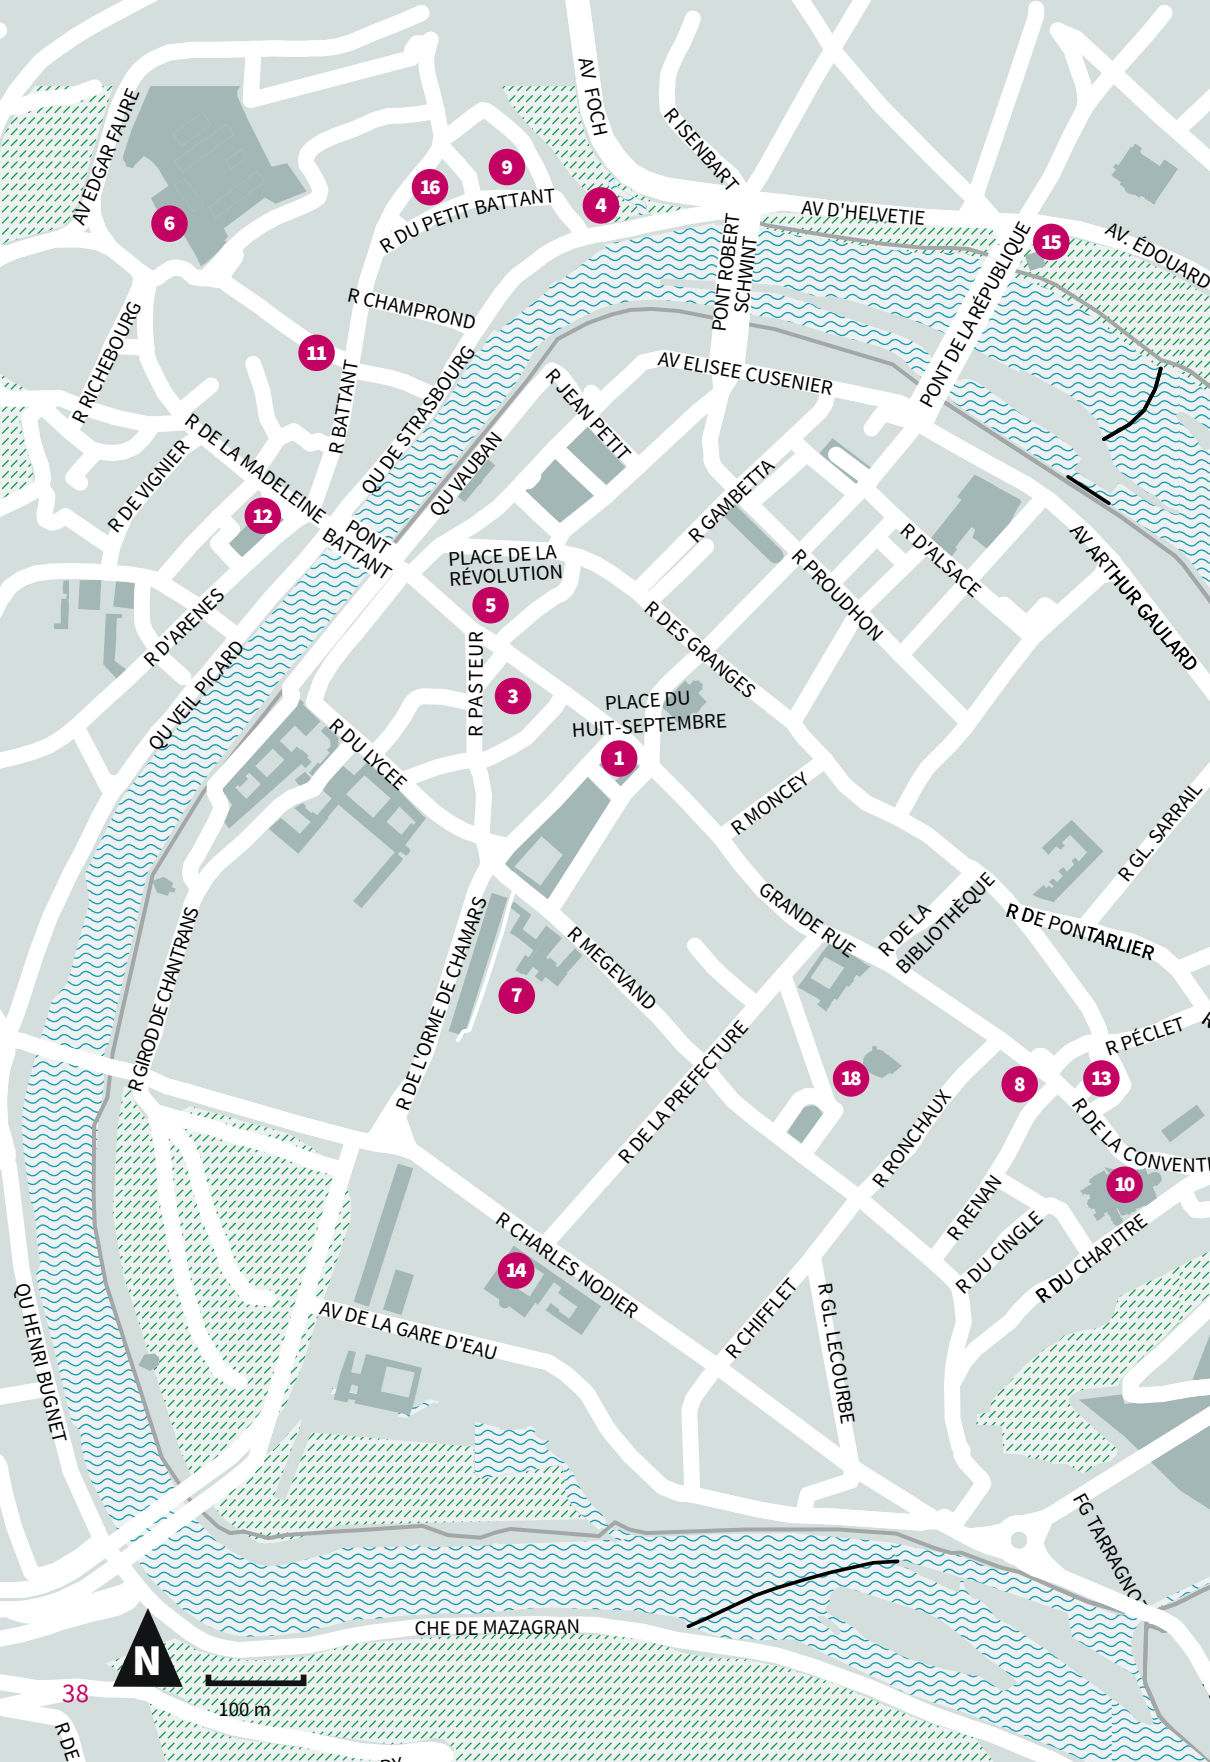 AV FOCH
R ISENBART
AV EDGAR FAURE
9
16
4
R DU PETIT BATTANT
6
AV D'HELVETIE
15
AV. ÉDOUARD
PONT ROBERT
SCHWINT
PONT DE LA RÉPUBLIQUE
R CHAMPROND
R RICHEBOURG
11
R BATTANT
QU DE STRASBOURG
AV ELISEE CUSENIER
R JEAN PETIT
R DE LA MADELEINE
R DE VIGNIER
QU VAUBAN
R GAMBETTA
12
PONT
BATTANT
PLACE DE LA
RÉVOLUTION
5
R D'ALSACE
R PROUDHON
AV ARTHUR GAULARD
R D'ARENES
QU VEIL PICARD
R PASTEUR
R DES GRANGES
3
PLACE DU
HUIT-SEPTEMBRE
1
R DU LYCEE
R MONCEY
R GL. SARRAIL
GRANDE RUE
R DE LA
BIBLIOTHÈQUE
R DE PONTARLIER
R GIROD DE CHANTRANS
R DE L'ORME DE CHAMARS
R MEGEVAND
7
R PÉCLET
R
R DE LA PREFECTURE
18
8
13
R RONCHAUX
R DE LA CONVENTI
10
R RENAN
R DU CINGLE
R DU CHAPITRE
R CHARLES NODIER
14
AV DE LA GARE D'EAU
R CHIFFLET
R GL. LECOURBE
QU HENRI BUGNET
FG TARRAGNO
CHE DE MAZAGRAN
N
38
100 m
R DE